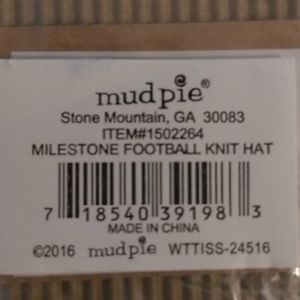 mudpie®
Stone Mountain, GA 30083
ITEM#1502264
MILESTONE FOOTBALL KNIT HAT
7 18540 39198 3
MADE IN CHINA
©2016 mudpie WTTISS-24516